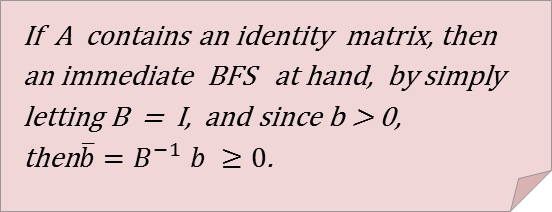 If A contains an identity matrix, then
an immediate BFS at hand, by simply
letting B = I, and since b > 0,
thenb̅ = B⁻¹ b ≥ 0.